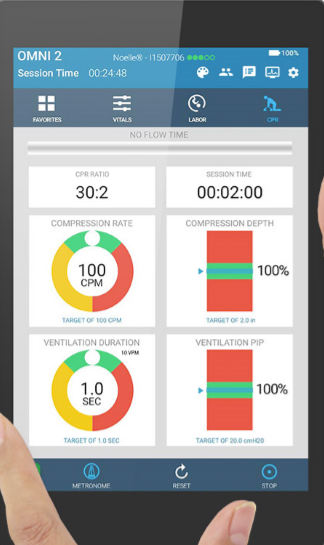 OMNI 2
Noelle® - I1507706
100%
Session Time 00:24:48
FAVORITES VITALS LABOR CPR
NO FLOW TIME
CPR RATIO SESSION TIME
30:2 00:02:00
COMPRESSION RATE COMPRESSION DEPTH
100
CPM
100%
TARGET OF 100 CPM TARGET OF 2.0 in
VENTILATION DURATION VENTILATION PIP
10 VPM
1.0
SEC
100%
TARGET OF 1.0 SEC TARGET OF 20.0 cmH20
METRONOME RESET STOP